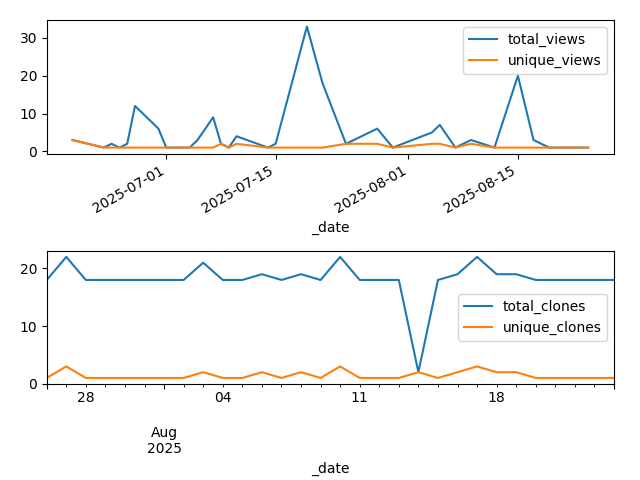 30
20
10
0
total_views
unique_views
2025-07-01
2025-07-15
2025-08-01
2025-08-15
_date
20
10
0
total_clones
unique_clones
28
04
11
18
Aug
2025
_date